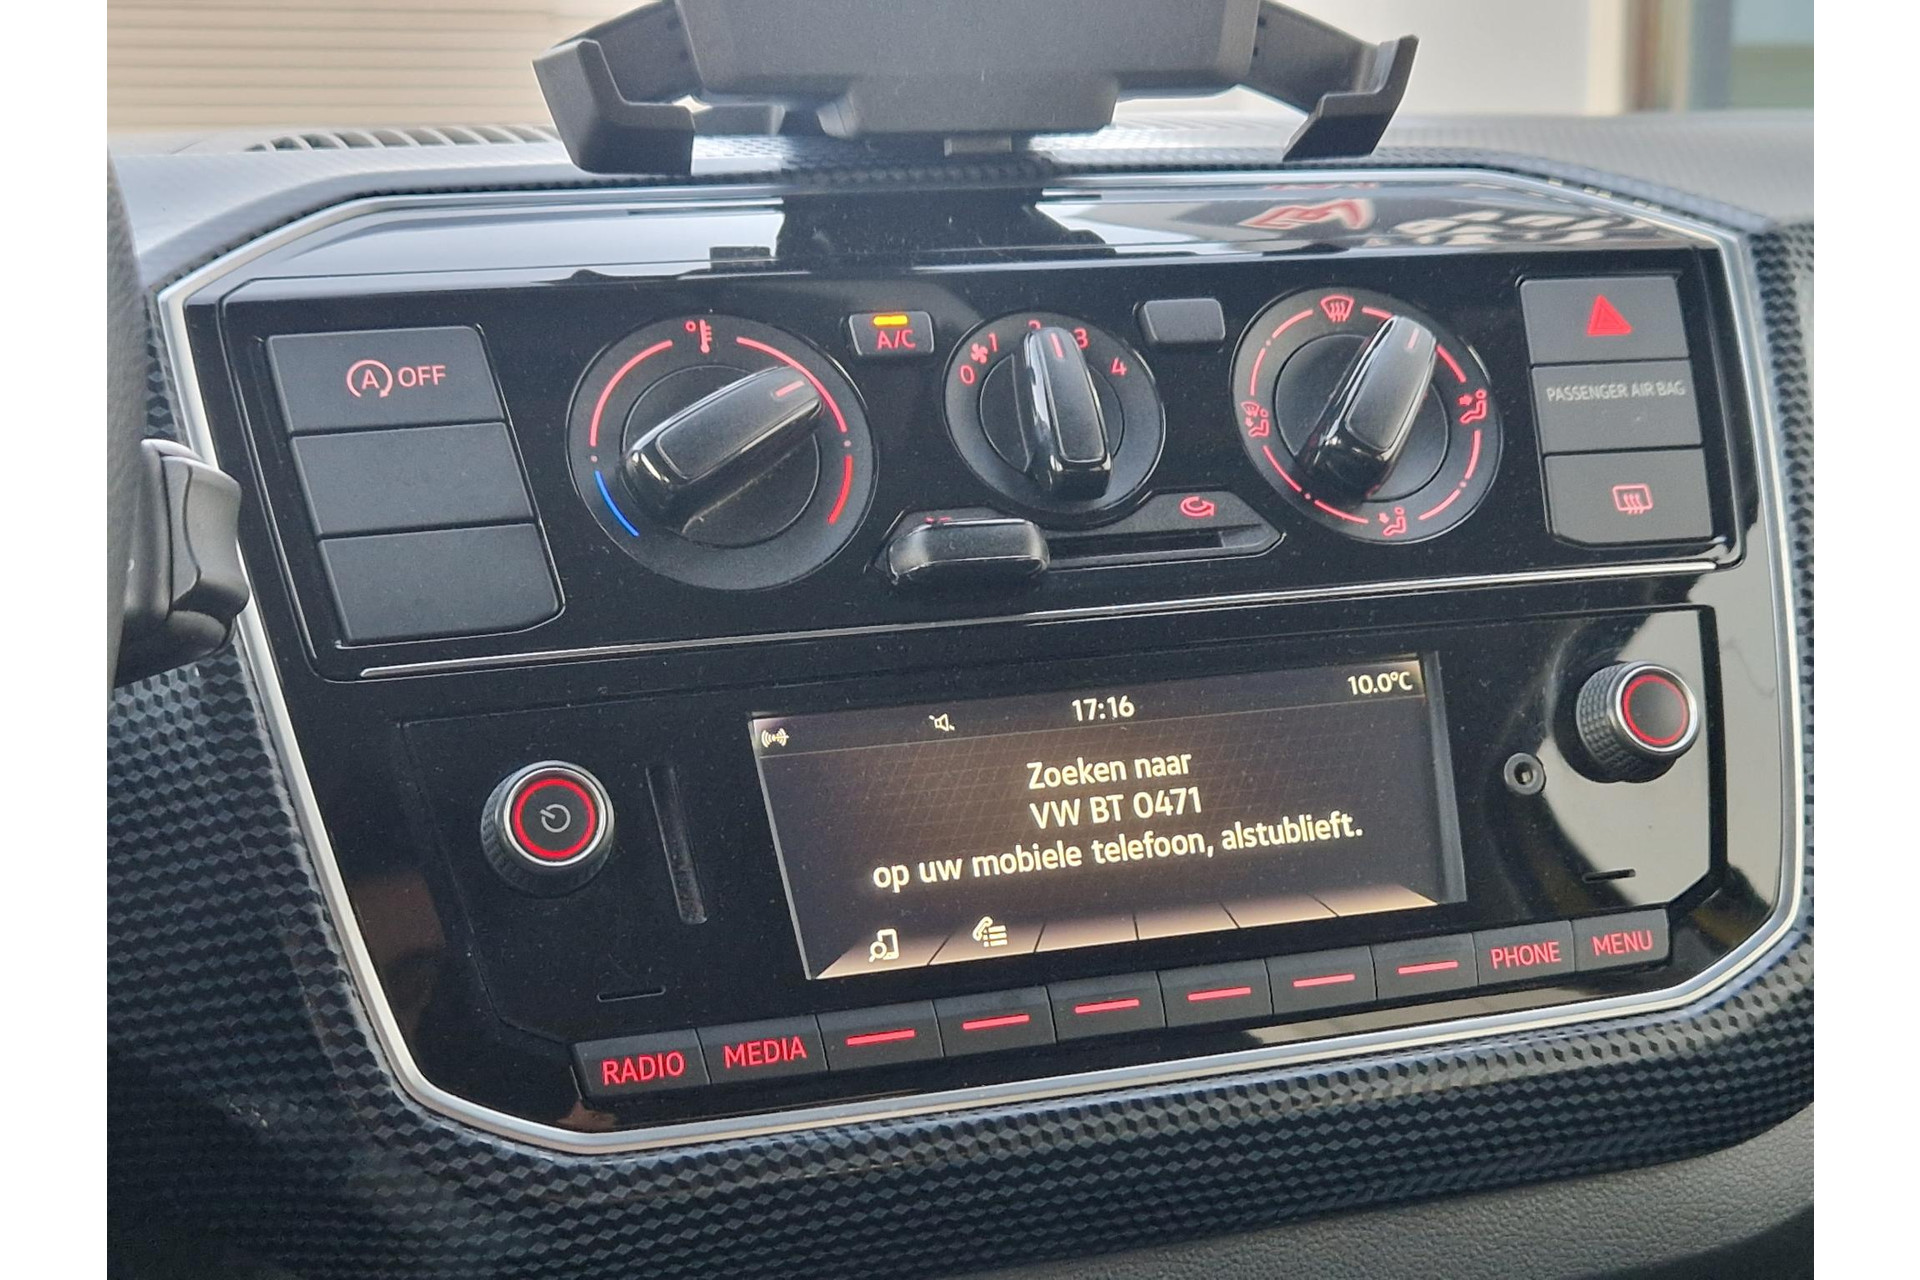 A OFF
A/C
0 1 2 3 4
PASSENGER AIR BAG
17:16
10.0°C
Zoeken naar
VW BT 0471
op uw mobiele telefoon, alstublieft.
RADIO
MEDIA
PHONE
MENU